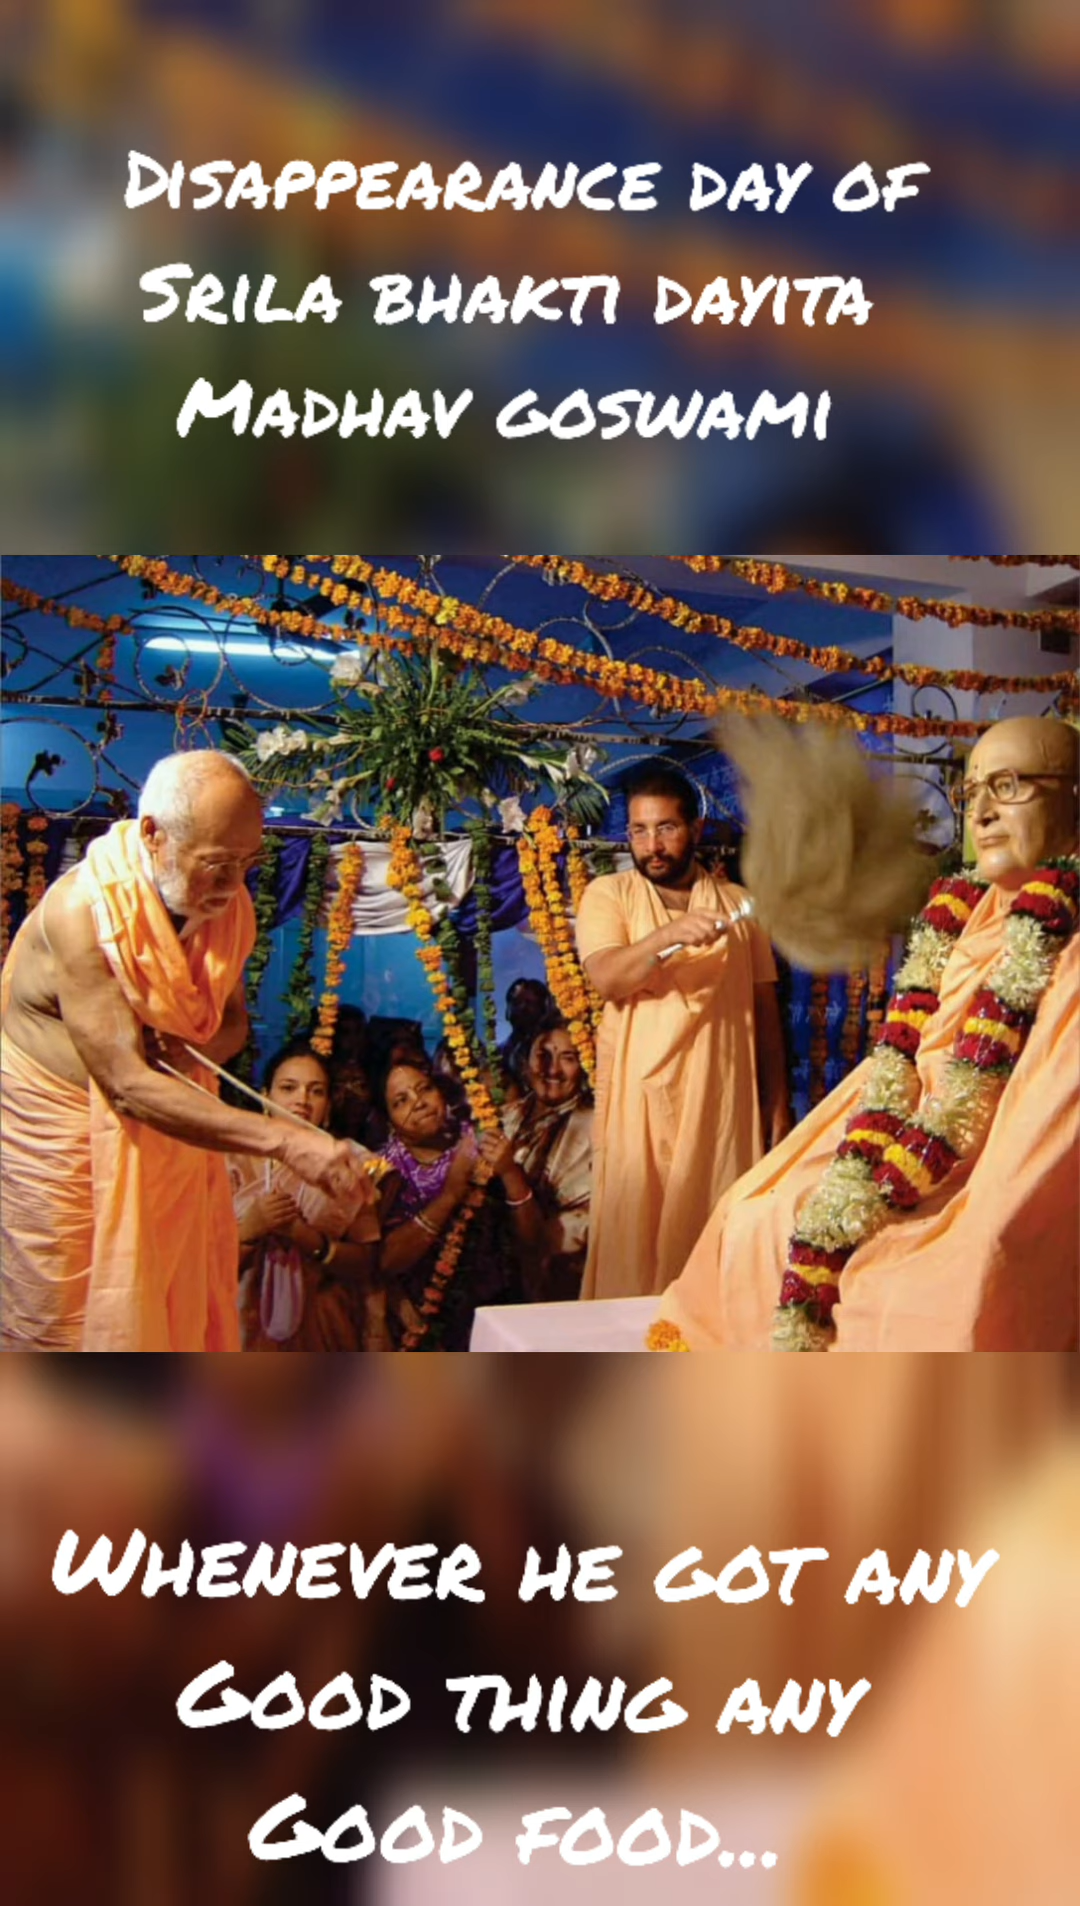 Disappearance day of
Srila bhakti dayita
Madhav goswami
Whenever he got any
Good thing any
Good food...